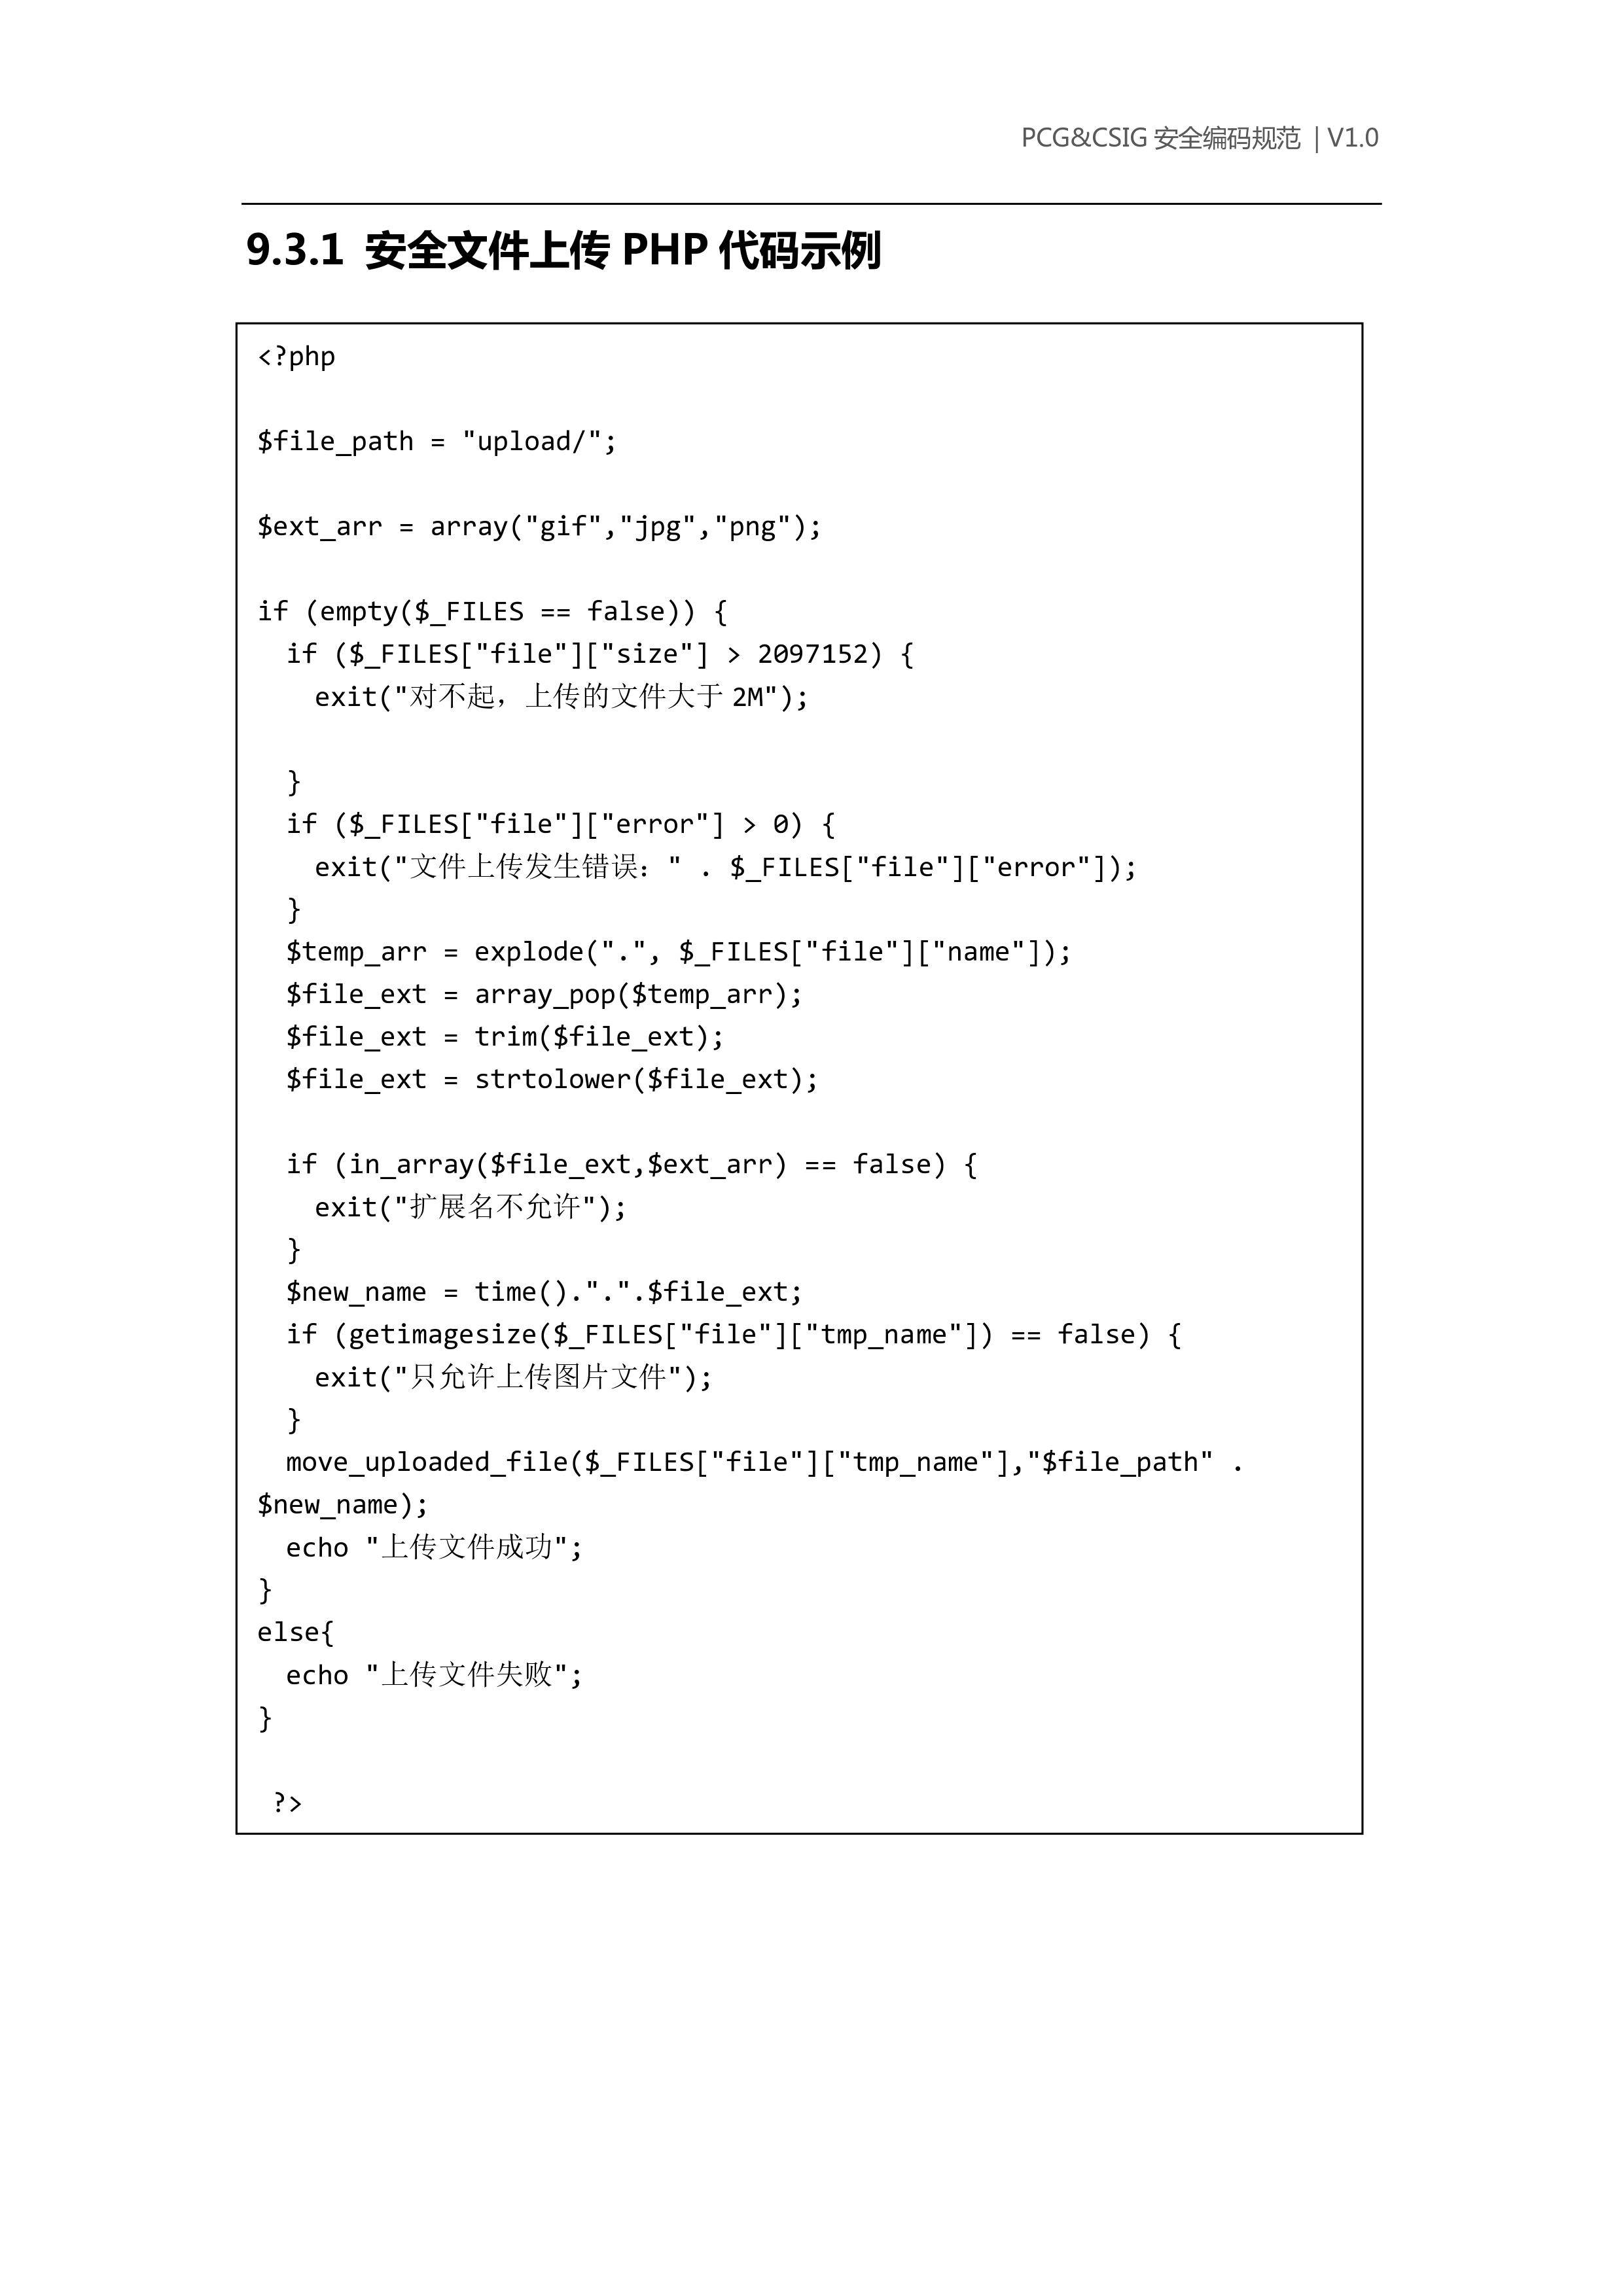 PCG&CSIG 安全编码规范 | V1.0
9.3.1 安全文件上传 PHP 代码示例
<?php
$file_path = "upload/";
$ext_arr = array("gif","jpg","png");
if (empty($_FILES == false)) {
if ($_FILES["file"]["size"] > 2097152) {
exit("对不起，上传的文件大于 2M");
}
if ($_FILES["file"]["error"] > 0) {
exit("文件上传发生错误：" . $_FILES["file"]["error"]);
}
$temp_arr = explode(".", $_FILES["file"]["name"]);
$file_ext = array_pop($temp_arr);
$file_ext = trim($file_ext);
$file_ext = strtolower($file_ext);
if (in_array($file_ext,$ext_arr) == false) {
exit("扩展名不允许");
}
$new_name = time().".".$file_ext;
if (getimagesize($_FILES["file"]["tmp_name"]) == false) {
exit("只允许上传图片文件");
}
move_uploaded_file($_FILES["file"]["tmp_name"],"$file_path" .
$new_name);
echo "上传文件成功";
}
else{
echo "上传文件失败";
}
?>